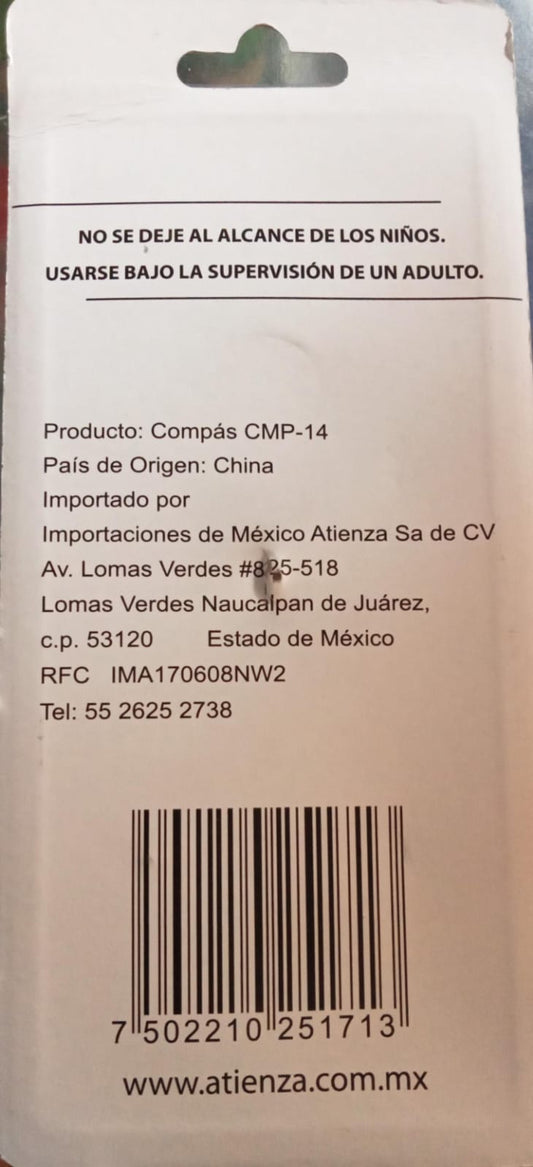 NO SE DEJE AL ALCANCE DE LOS NIÑOS.
USARSE BAJO LA SUPERVISIÓN DE UN ADULTO.
Producto: Compás CMP-14
País de Origen: China
Importado por
Importaciones de México Atienza Sa de CV
Av. Lomas Verdes #825-518
Lomas Verdes Naucalpan de Juárez,
c.p. 53120 Estado de México
RFC IMA170608NW2
Tel: 55 2625 2738
7 502210 251713
www.atienza.com.mx